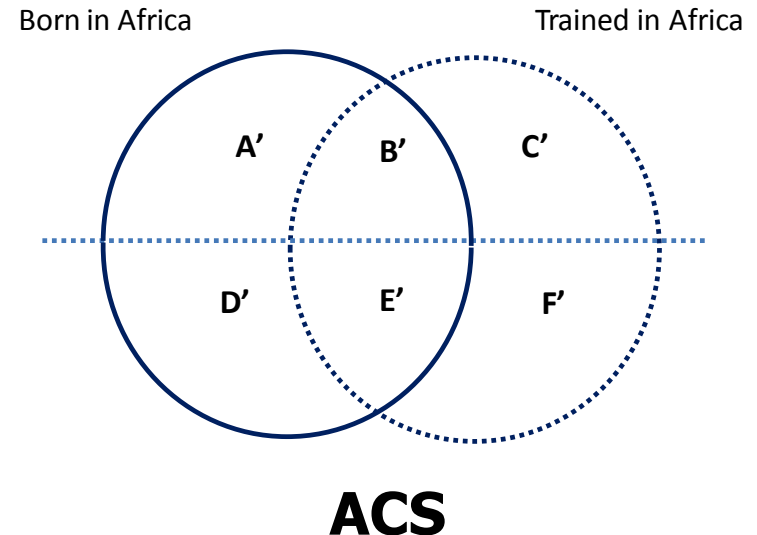 Born in Africa
Trained in Africa
A’
B’
C’
D’
E’
F’
ACS